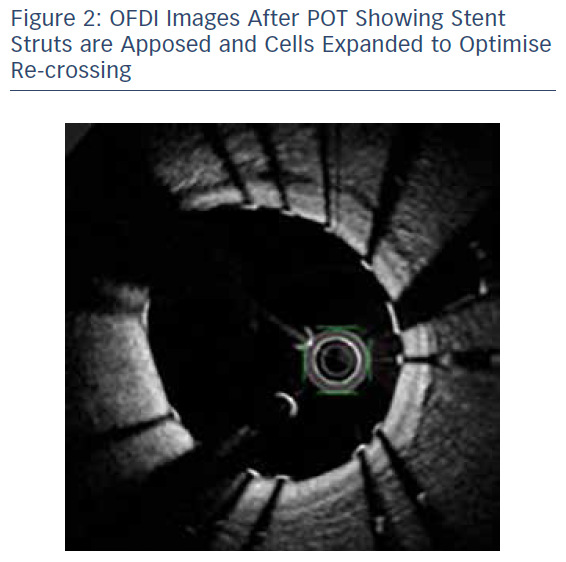 Figure 2: OFDI Images After POT Showing Stent
Struts are Apposed and Cells Expanded to Optimise
Re-crossing